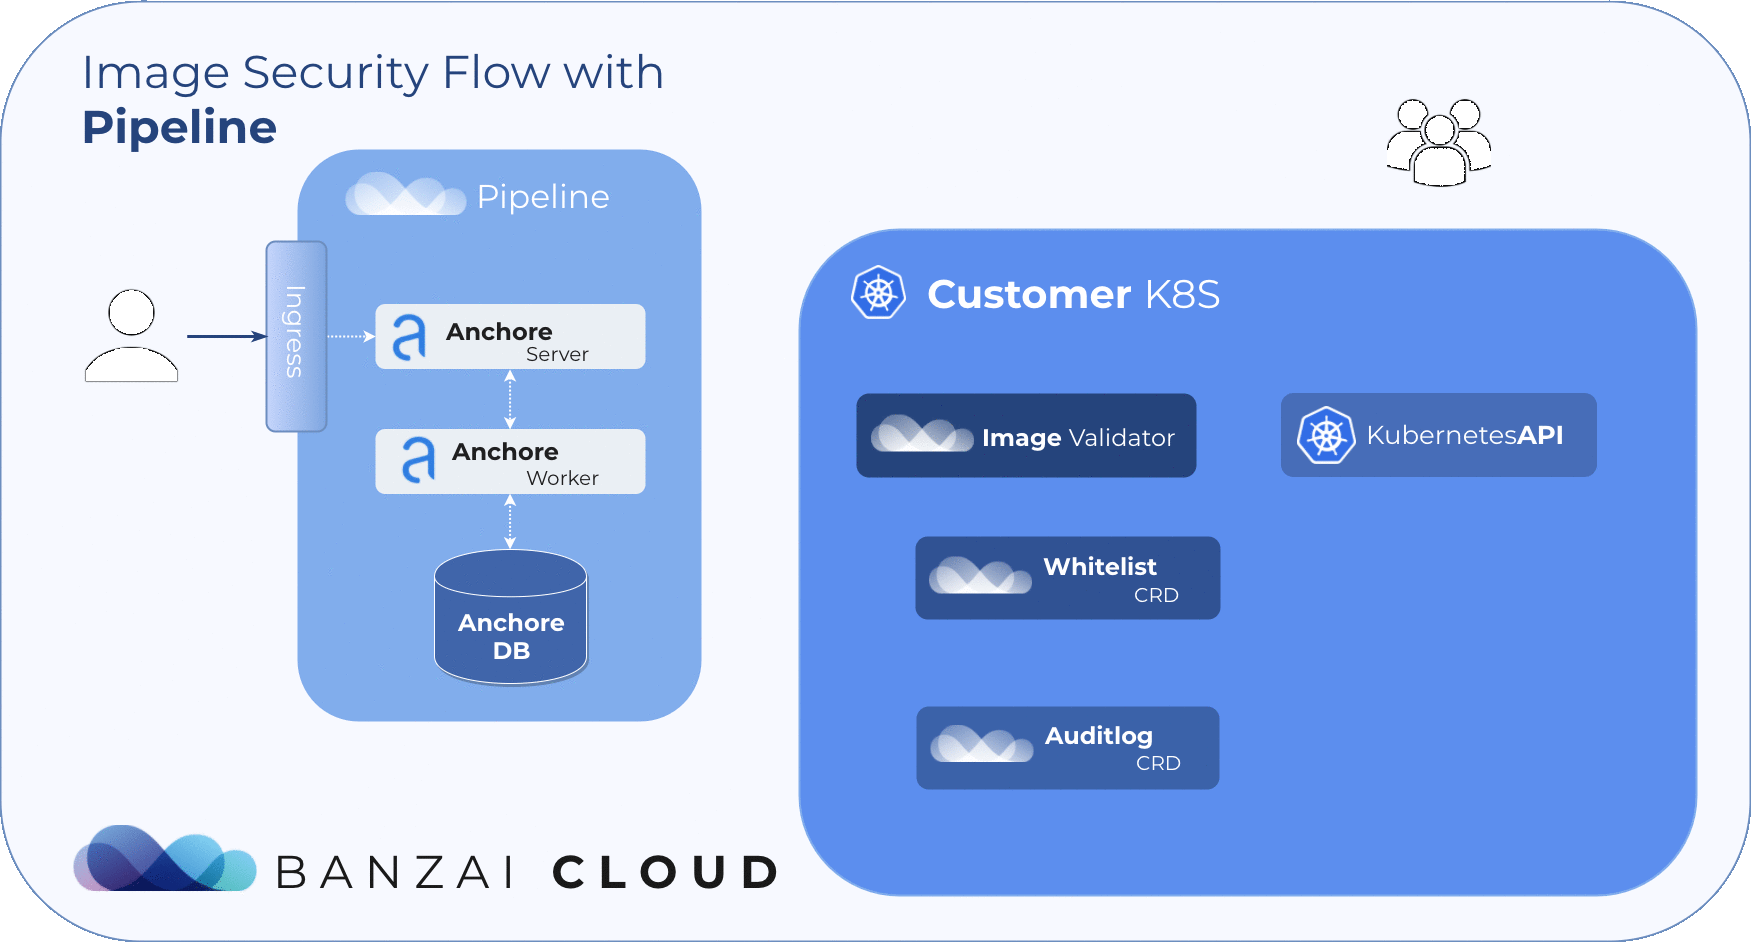 Image Security Flow with
Pipeline
Pipeline
Ingress
Anchore
Server
Anchore
Worker
Anchore
DB
Customer K8S
Image Validator
KubernetesAPI
Whitelist
CRD
Auditlog
CRD
BANZAI CLOUD